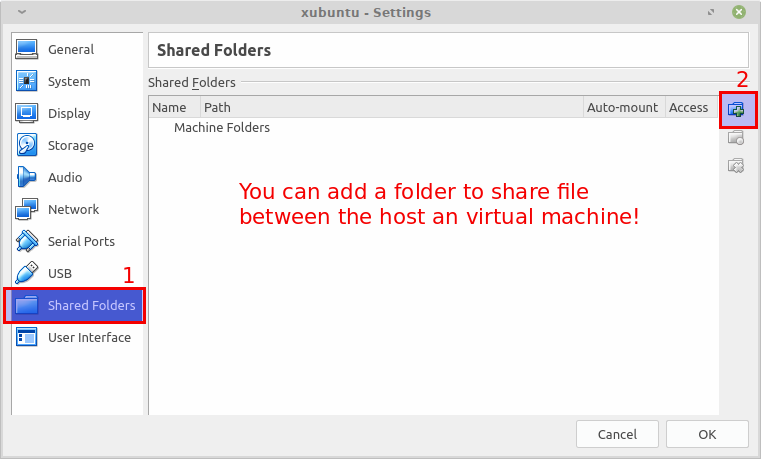 xubuntu - Settings
General
System
Display
Storage
Audio
Network
Serial Ports
USB
1
Shared Folders
User Interface
Shared Folders
Shared Folders
2
Name Path Auto-mount Access
Machine Folders
You can add a folder to share file
between the host an virtual machine!
Cancel OK